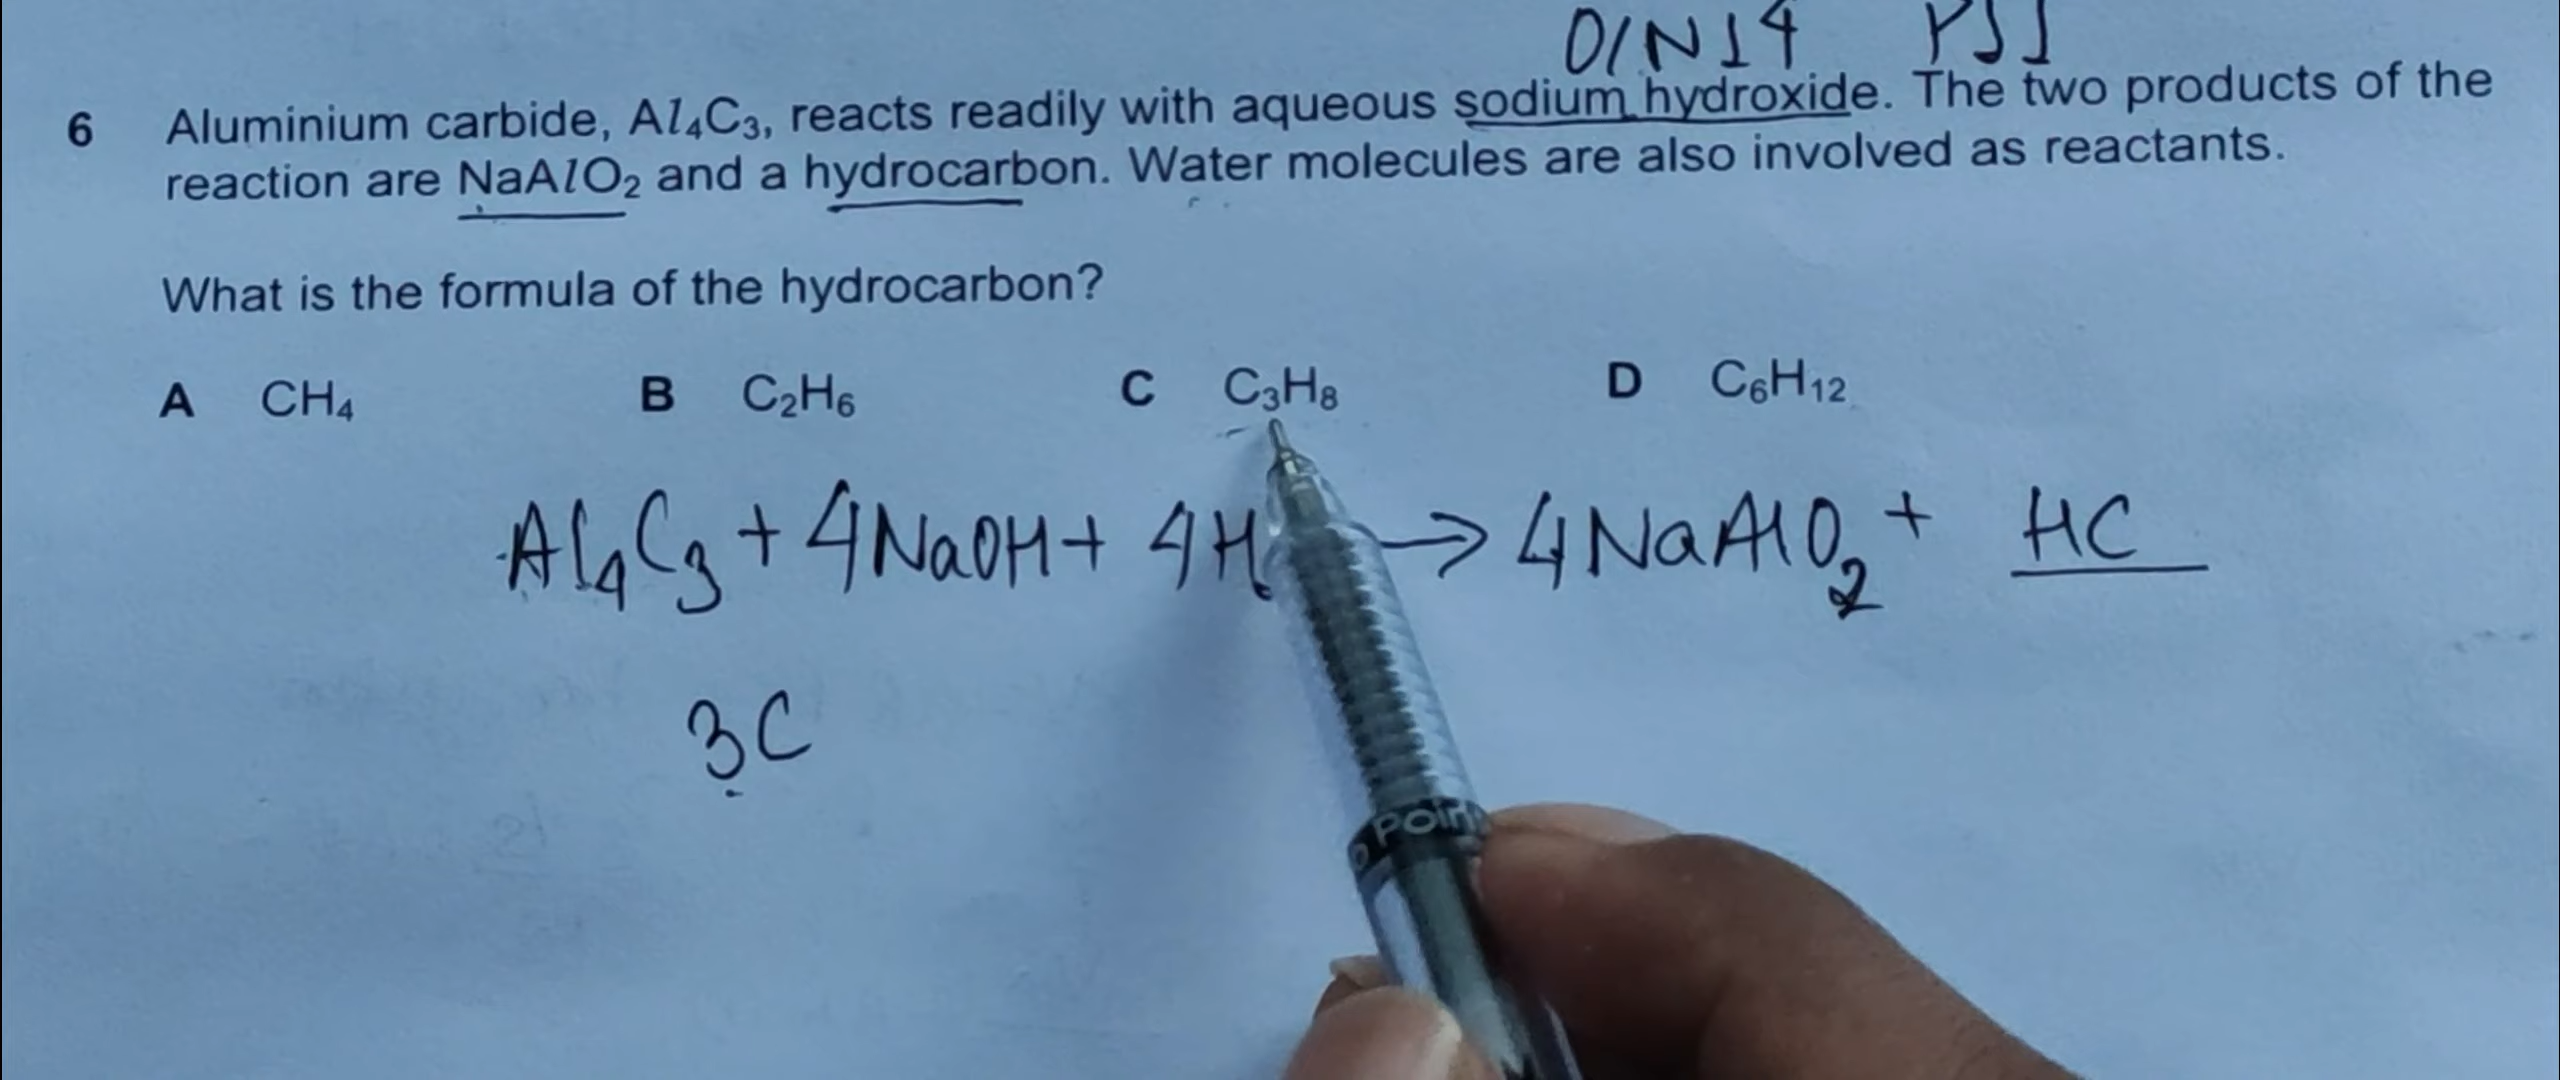 O/N14 P11
6 Aluminium carbide, Al₄C₃, reacts readily with aqueous sodium hydroxide. The two products of the
reaction are NaAlO₂ and a hydrocarbon. Water molecules are also involved as reactants.
What is the formula of the hydrocarbon?
A CH₄ B C₂H₆ C C₃H₈ D C₆H₁₂
Al₄C₃ + 4NaOH + 4H → 4NaAlO₂ + HC
3C
Poin